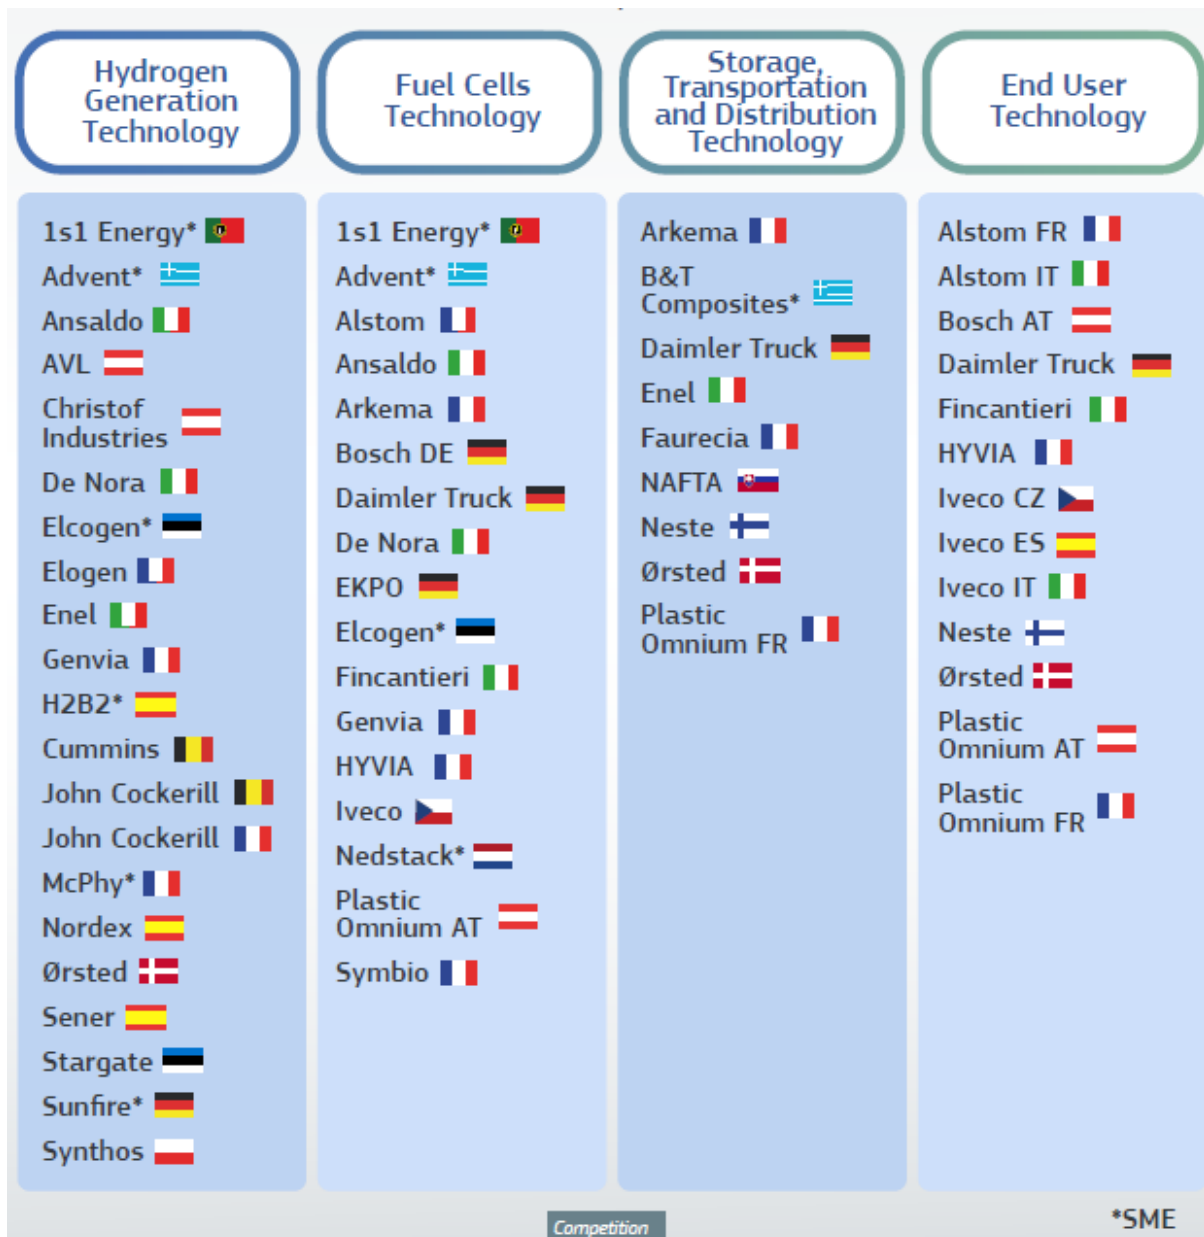 Hydrogen
Generation
Technology
Fuel Cells
Technology
Storage,
Transportation
and Distribution
Technology
End User
Technology
1s1 Energy*
Advent*
Ansaldo
AVL
Christof
Industries
De Nora
Elcogen*
Elogen
Enel
Genvia
H2B2*
Cummins
John Cockerill
John Cockerill
McPhy*
Nordex
Ørsted
Sener
Stargate
Sunfire*
Synthos
1s1 Energy*
Advent*
Alstom
Ansaldo
Arkema
Bosch DE
Daimler Truck
De Nora
EKPO
Elcogen*
Fincantieri
Genvia
HYVIA
Iveco
Nedstack*
Plastic
Omnium AT
Symbio
Arkema
B&T
Composites*
Daimler Truck
Enel
Faurecia
NAFTA
Neste
Ørsted
Plastic
Omnium FR
Alstom FR
Alstom IT
Bosch AT
Daimler Truck
Fincantieri
HYVIA
Iveco CZ
Iveco ES
Iveco IT
Neste
Ørsted
Plastic
Omnium AT
Plastic
Omnium FR
*SME
Competition